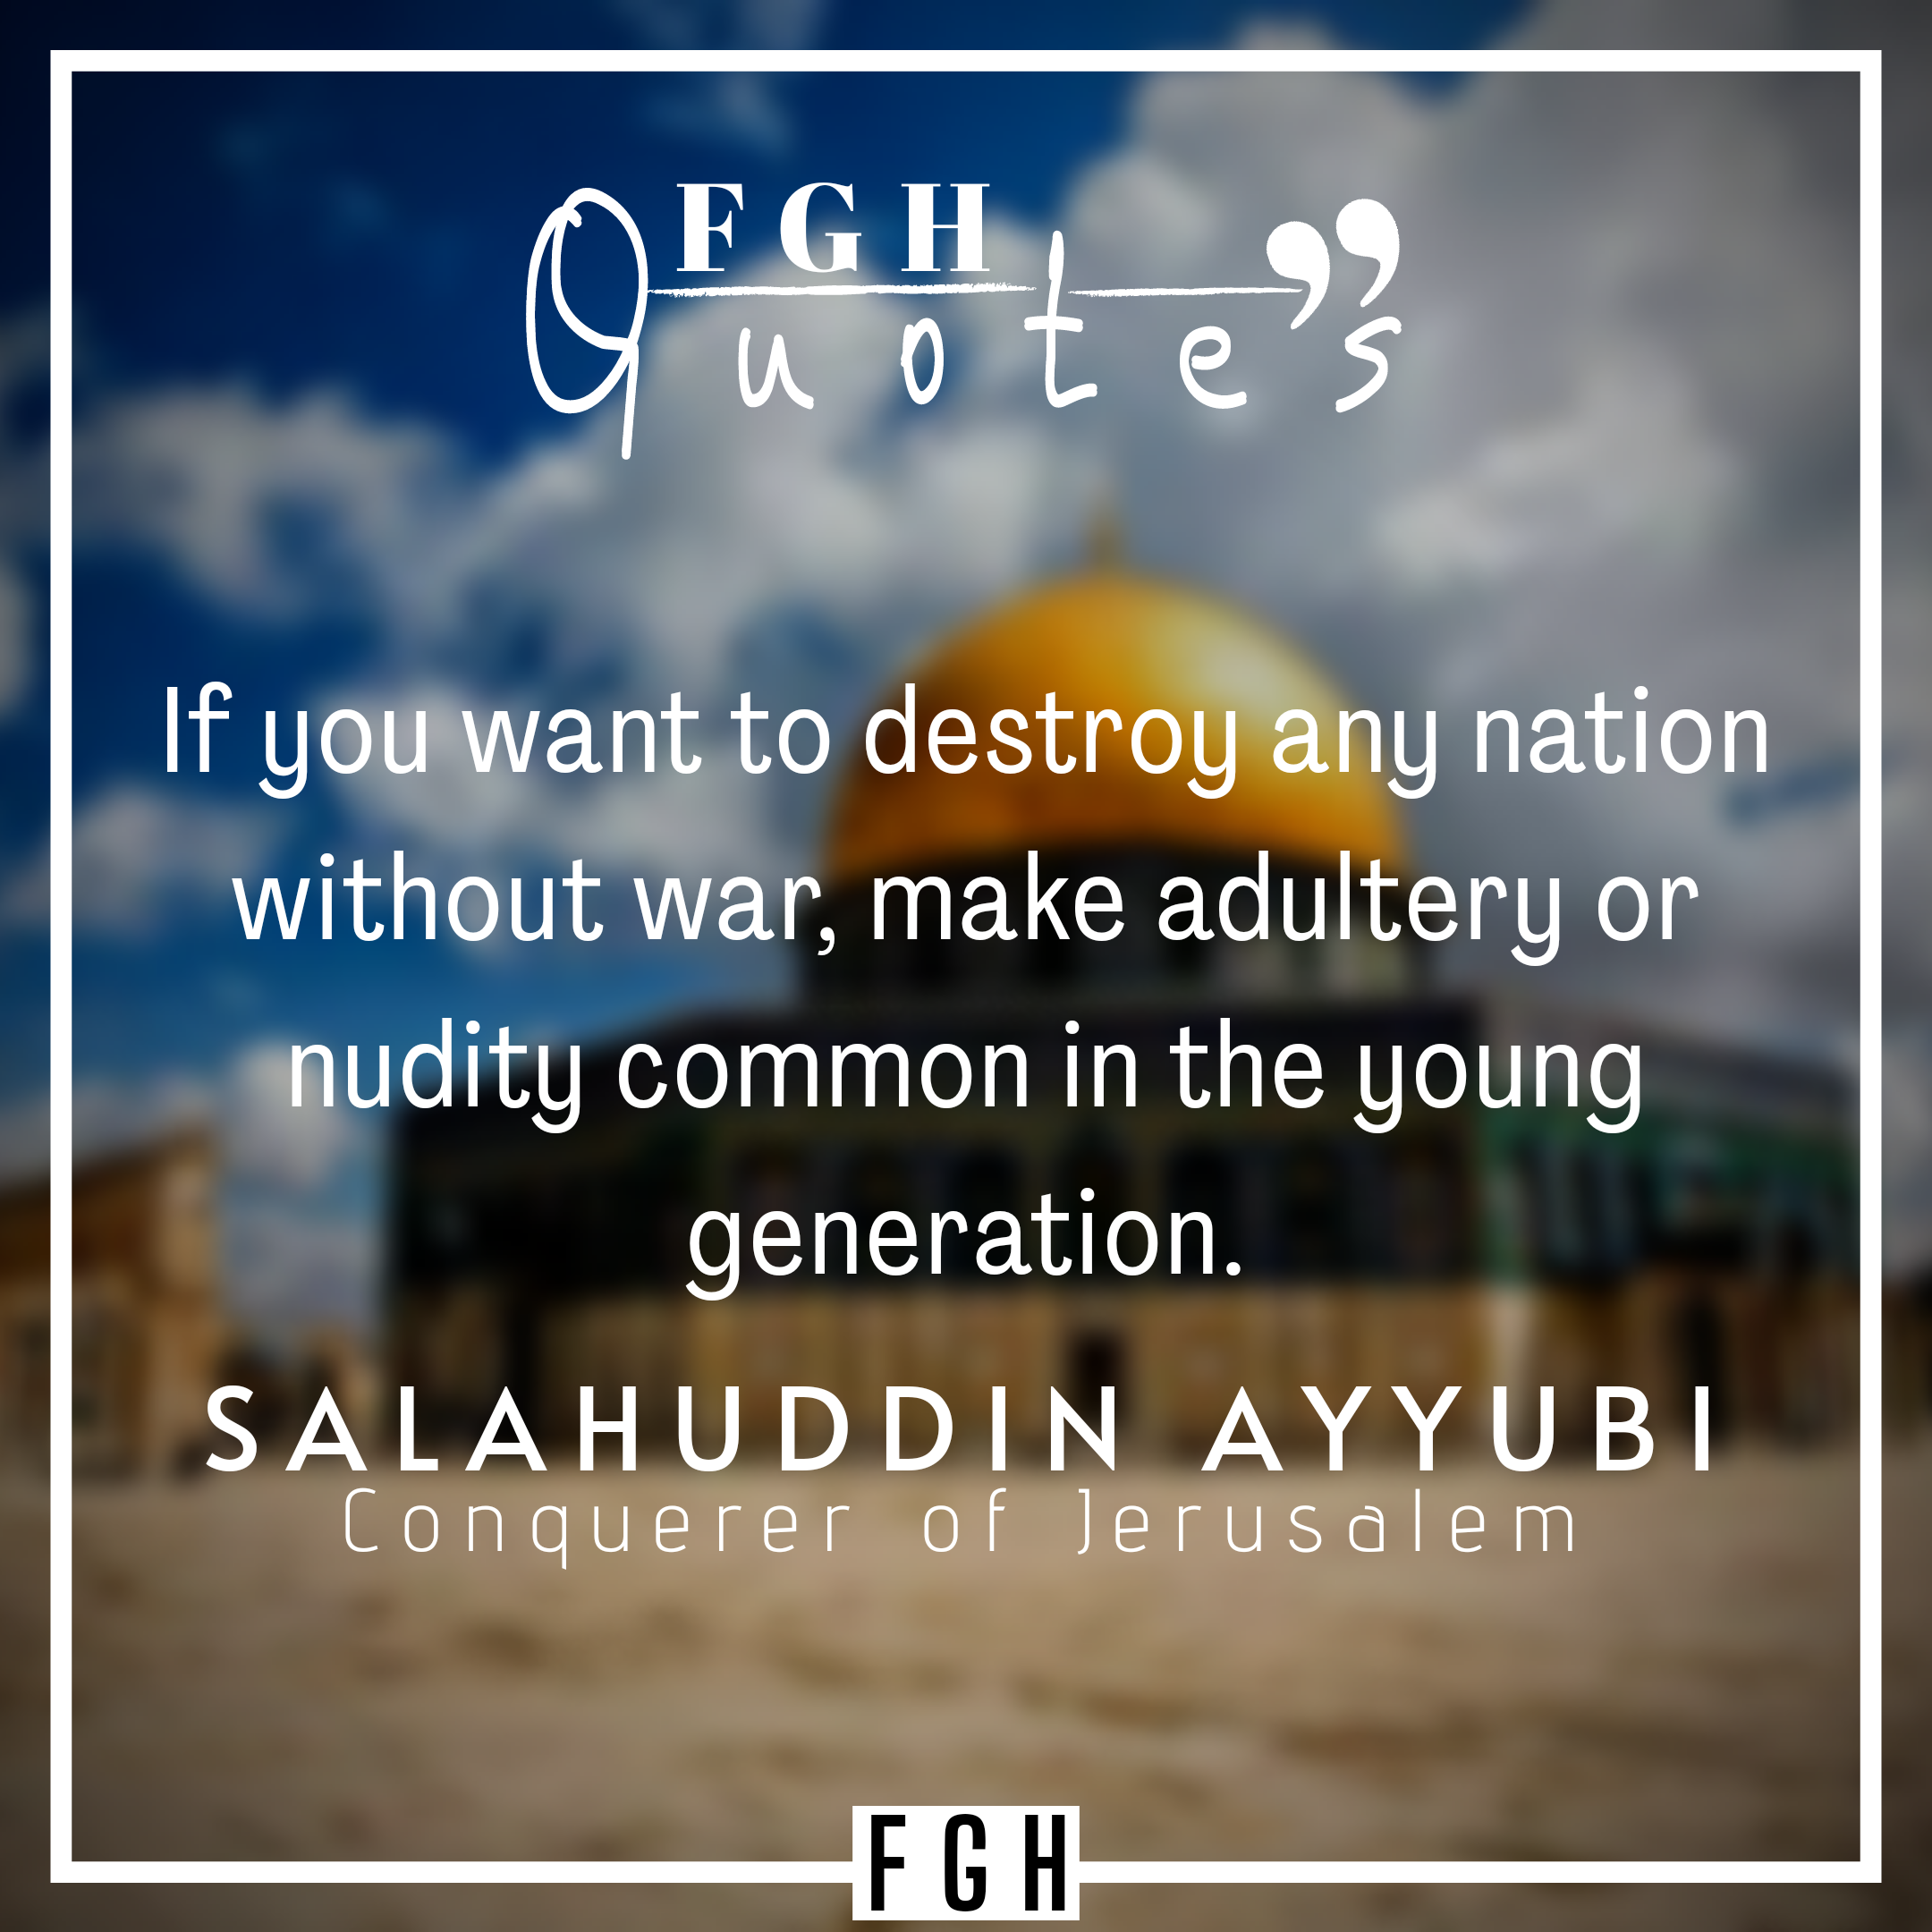 FGH
Quotes”
If you want to destroy any nation
without war, make adultery or
nudity common in the young
generation.
SALAHUDDIN AYYUBI
Conquerer of Jerusalem
FGH